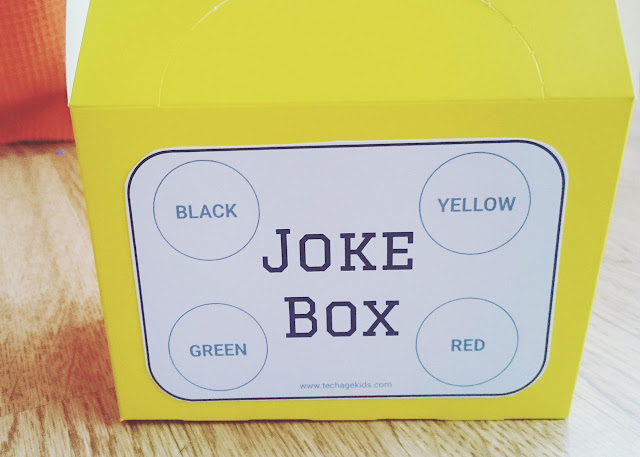 BLACK
YELLOW
JOKE
BOX
GREEN
RED
www.techagekids.com